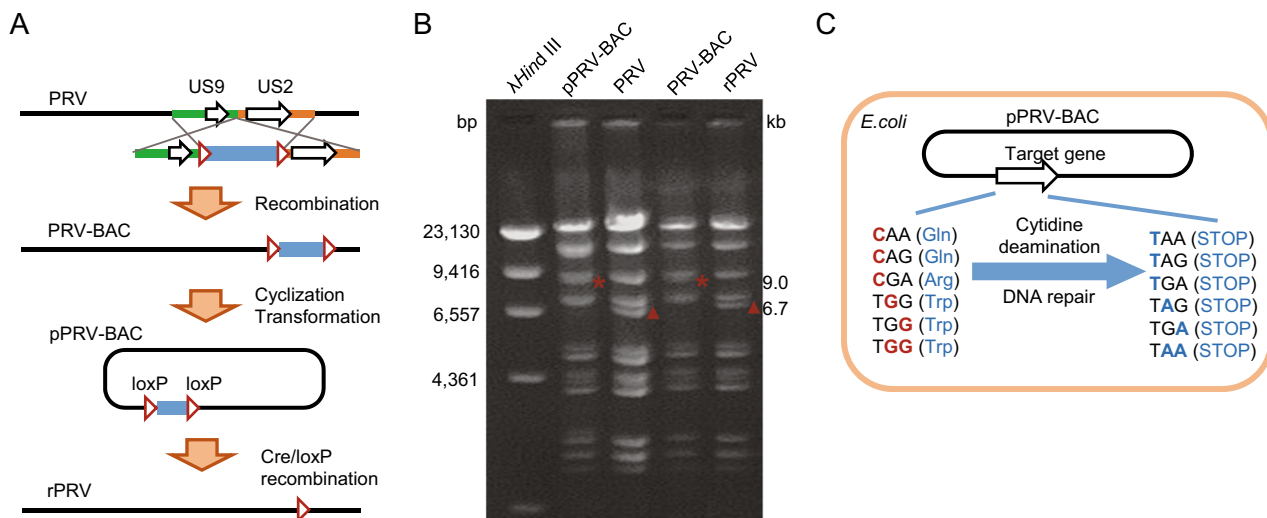 A
US9 US2
PRV
Recombination
PRV-BAC
Cyclization
Transformation
pPRV-BAC
loxP loxP
Cre/loxP
recombination
rPRV
B
λHind III
pPRV-BAC
PRV
PRV-BAC
rPRV
bp
kb
23,130
9,416
9.0
6,557
6.7
4,361
*
*
C
E.coli
pPRV-BAC
Target gene
CAA (Gln)
CAG (Gln)
CGA (Arg)
TGG (Trp)
TGG (Trp)
TGG (Trp)
Cytidine
deamination
DNA repair
TAA (STOP)
TAG (STOP)
TGA (STOP)
TAG (STOP)
TGA (STOP)
TAA (STOP)